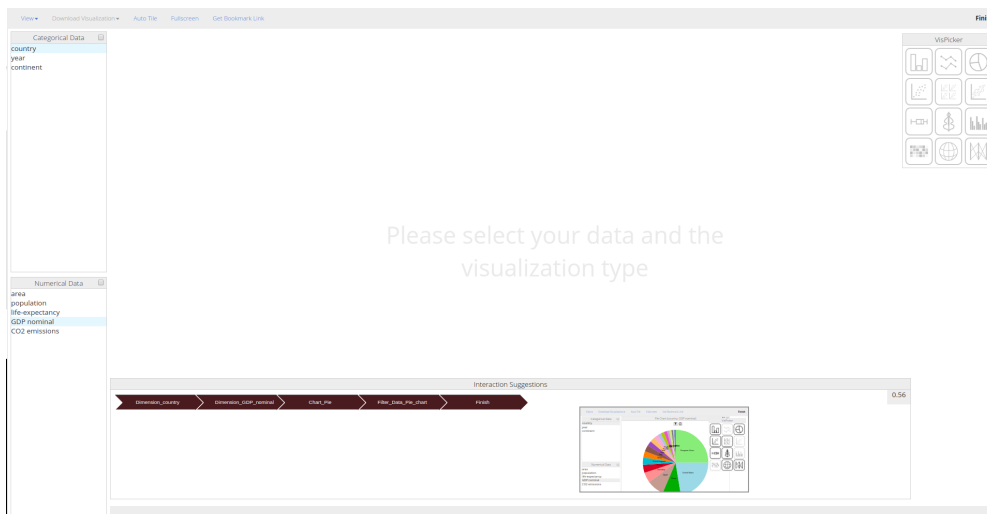 View Download Visualization Auto Tile Fullscreen Get Bookmark Link Fini
Categorical Data
country
year
continent
VisPicker
Please select your data and the
visualization type
Numerical Data
area
population
life-expectancy
GDP nominal
CO2 emissions
Interaction Suggestions
Dimension_country Dimension_GDP_nominal Chart_Pie Filter_Data_Pie_chart Finish
0.56